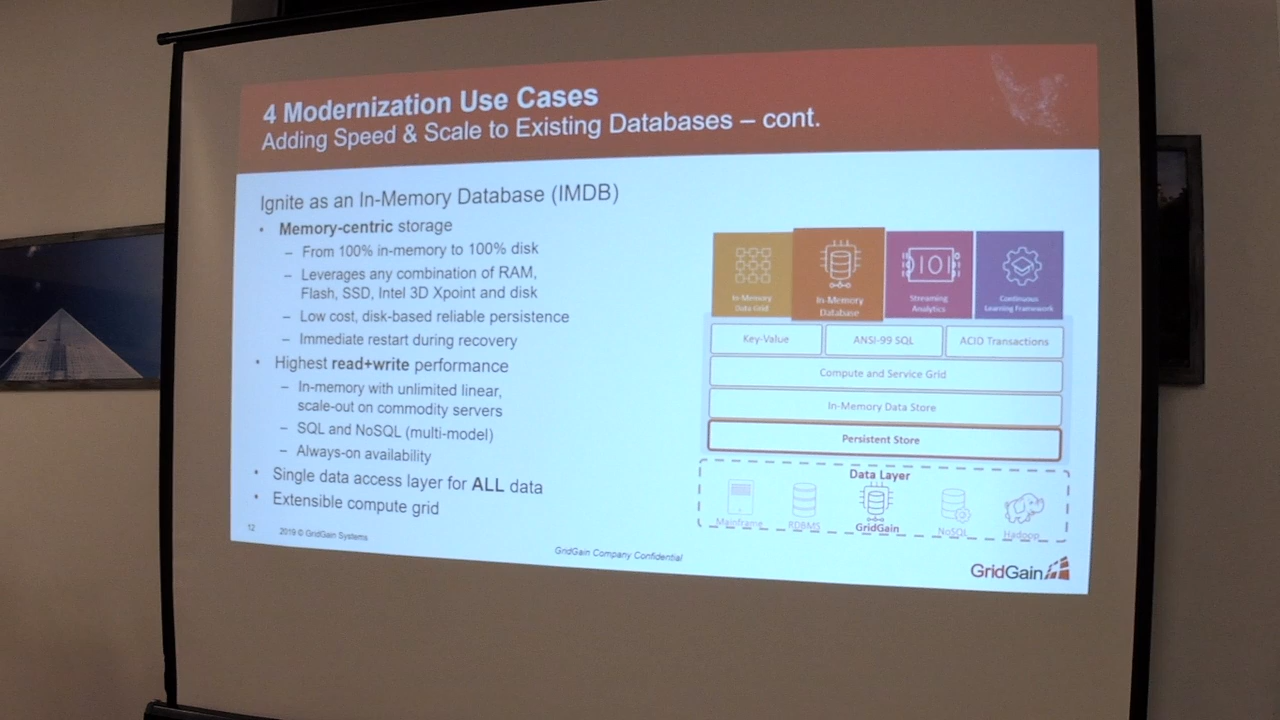 4 Modernization Use Cases
Adding Speed & Scale to Existing Databases – cont.
Ignite as an In-Memory Database (IMDB)
• Memory-centric storage
– From 100% in-memory to 100% disk
– Leverages any combination of RAM,
Flash, SSD, Intel 3D Xpoint and disk
– Low cost, disk-based reliable persistence
– Immediate restart during recovery
• Highest read+write performance
– In-memory with unlimited linear,
scale-out on commodity servers
– SQL and NoSQL (multi-model)
– Always-on availability
• Single data access layer for ALL data
• Extensible compute grid
In-Memory
Data Grid
In-Memory
Database
Streaming
Analytics
Continuous
Learning Framework
Key-Value
ANSI-99 SQL
ACID Transactions
Compute and Service Grid
In-Memory Data Store
Persistent Store
Data Layer
Mainframe
RDBMS
GridGain
NoSQL
Hadoop
12
2019 © GridGain Systems
GridGain Company Confidential
GridGain